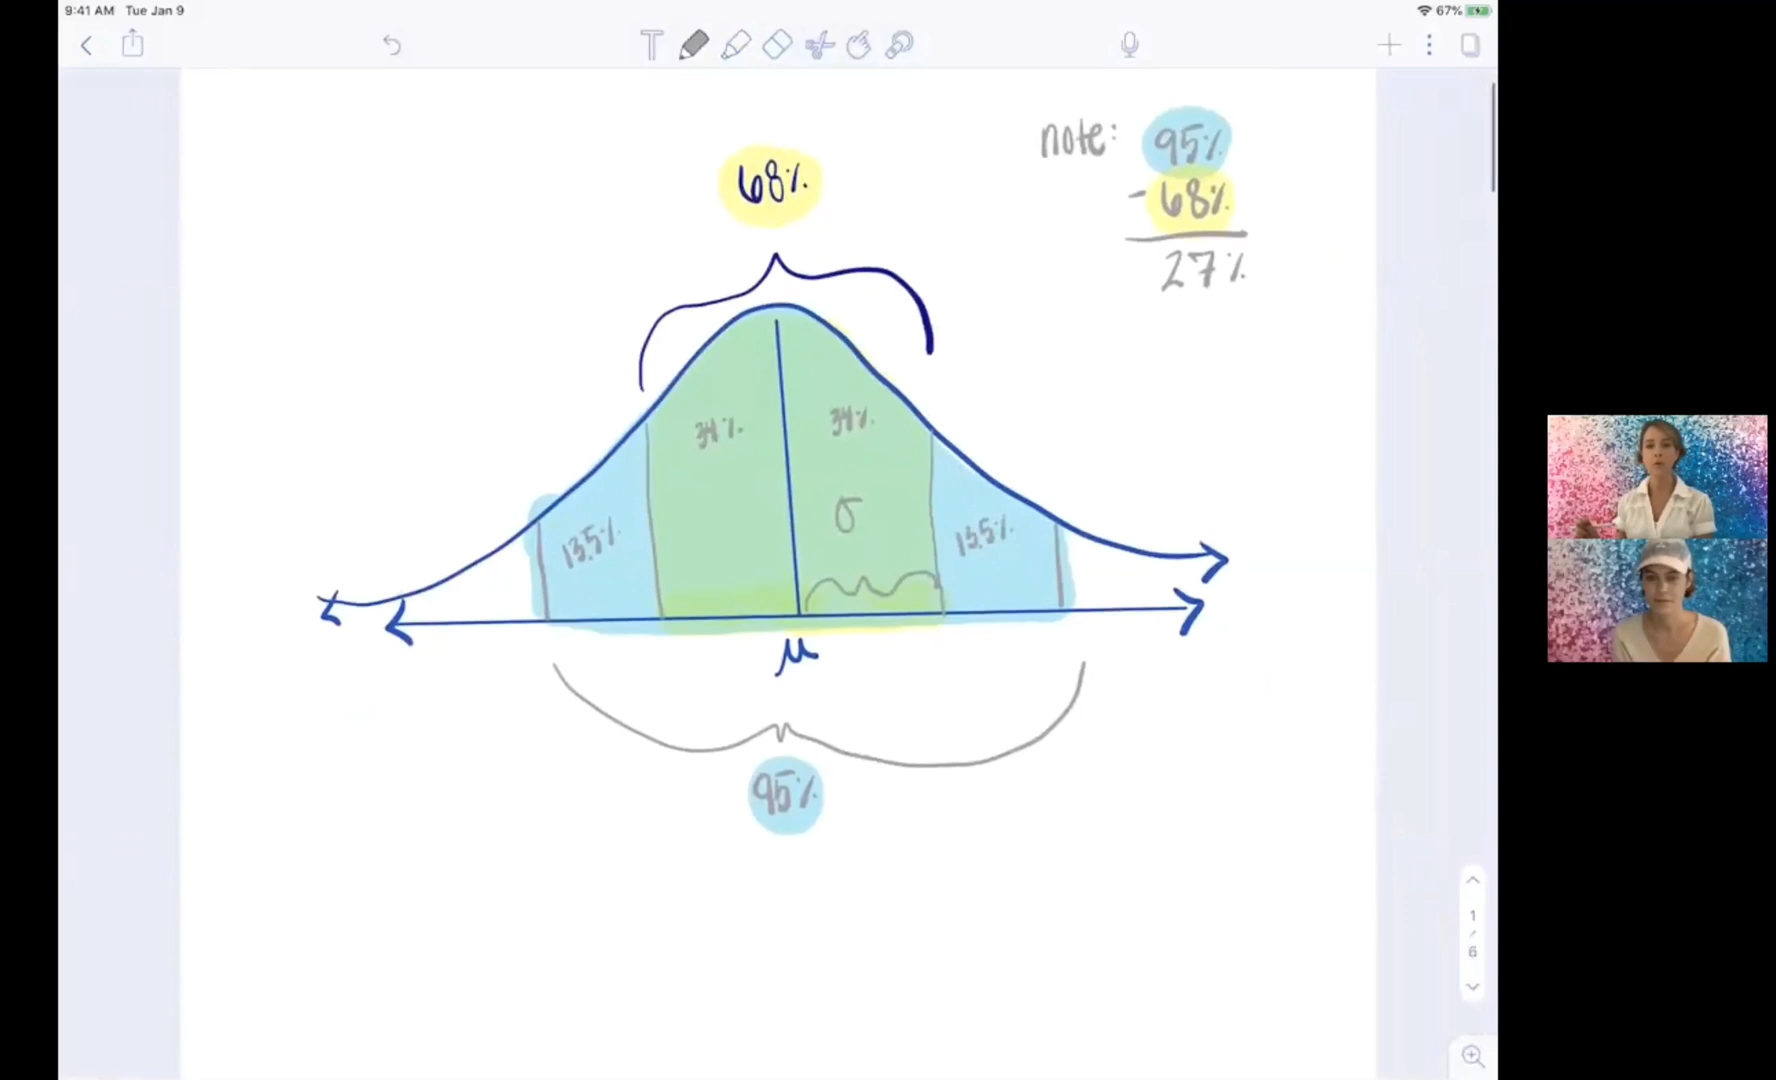 9:41 AM Tue Jan 9
67%
T
note: 95%
- 68%
27%
68%
34% 34%
σ
13.5% 13.5%
μ
95%
1
/
6